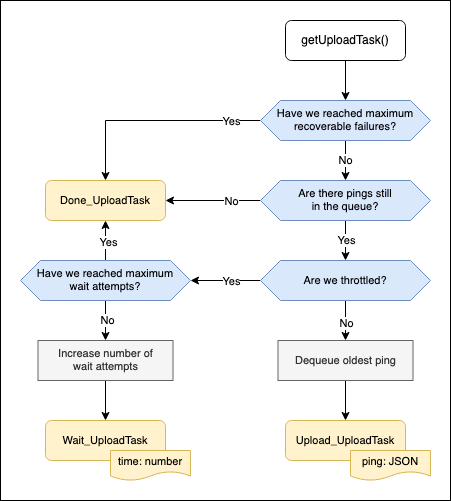 getUploadTask()
Have we reached maximum
recoverable failures?
Yes
No
Done_UploadTask
No
Are there pings still
in the queue?
Yes
Yes
Have we reached maximum
wait attempts?
Yes
Are we throttled?
No
No
Increase number of
wait attempts
Dequeue oldest ping
Wait_UploadTask
time: number
Upload_UploadTask
ping: JSON